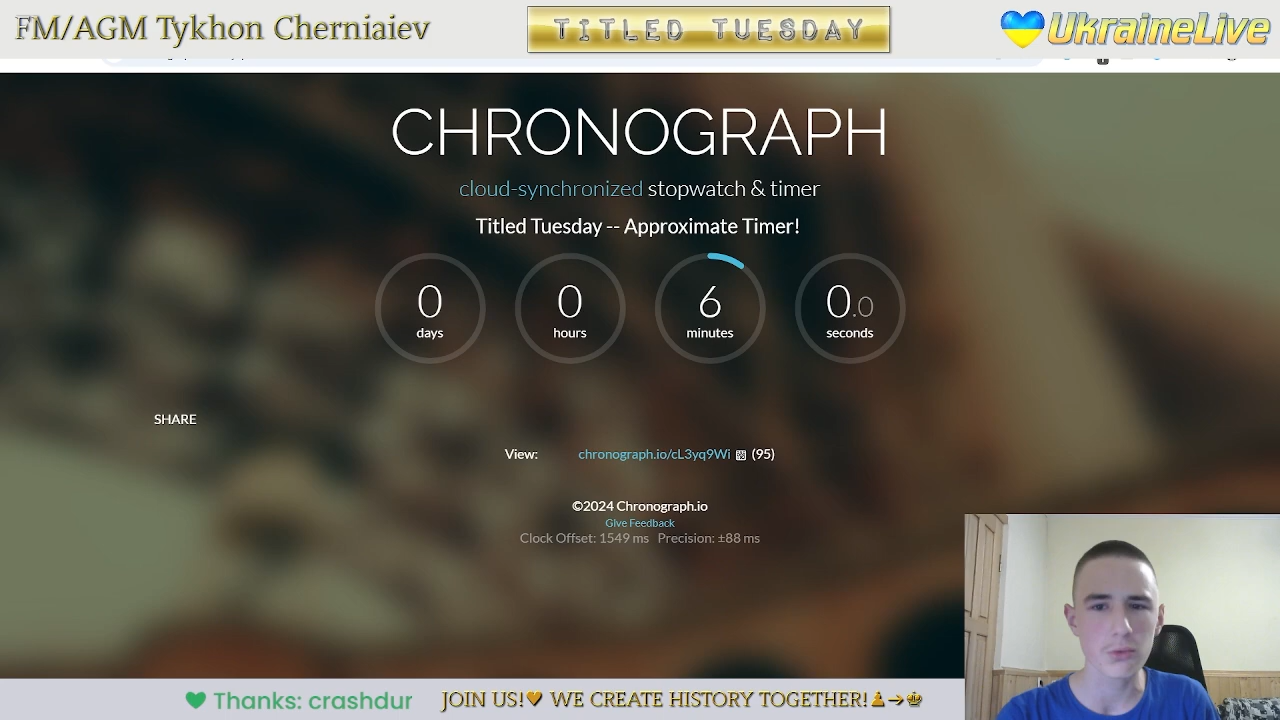 FM/AGM Tykhon Cherniaiev
TITLED TUESDAY
UkraineLive
CHRONOGRAPH
cloud-synchronized stopwatch & timer
Titled Tuesday -- Approximate Timer!
0 0 6 0.0
days hours minutes seconds
SHARE
View: chronograph.io/cL3yq9Wi (95)
©2024 Chronograph.io
Give Feedback
Clock Offset: 1549 ms Precision: ±88 ms
Thanks: crashdur
JOIN US!🧡 WE CREATE HISTORY TOGETHER!♟➔♚